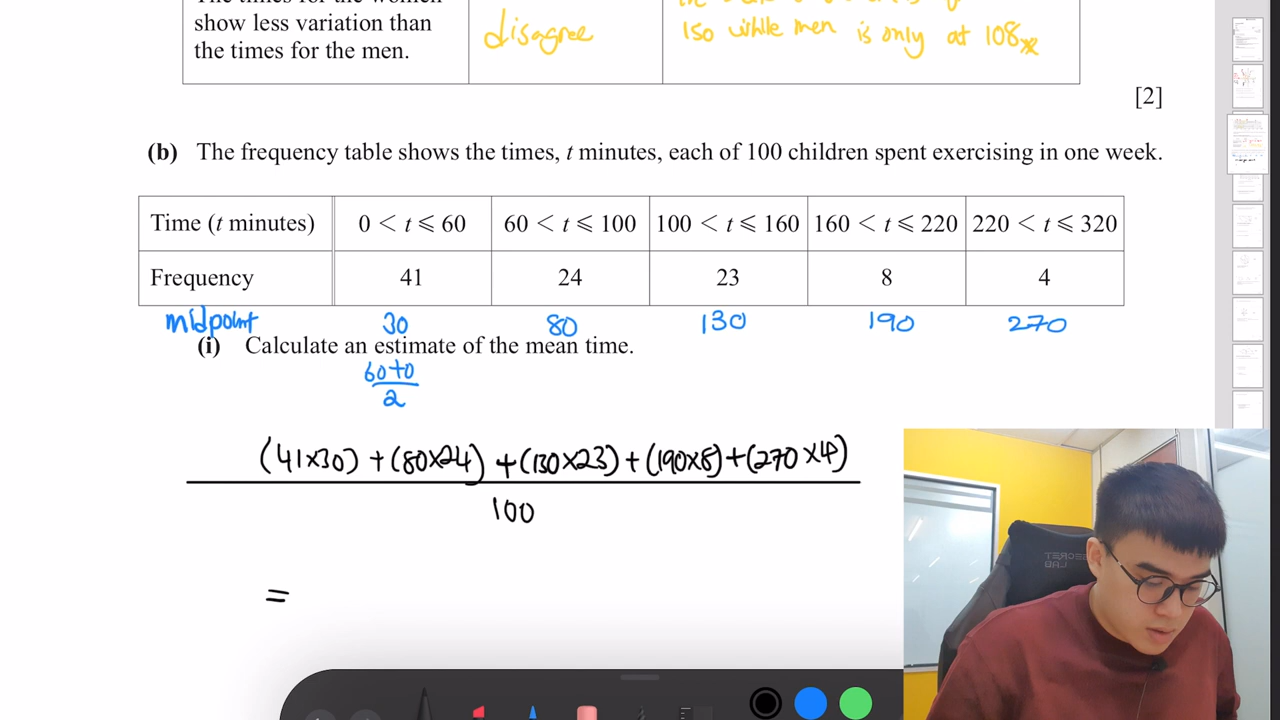 show less variation than
the times for the men.
disagree
150 while men is only at 108
[2]
(b) The frequency table shows the times, t minutes, each of 100 children spent exercising in one week.
Time (t minutes) 0 < t ⩽ 60 60 < t ⩽ 100 100 < t ⩽ 160 160 < t ⩽ 220 220 < t ⩽ 320
Frequency 41 24 23 8 4
midpoint 30 80 130 190 270
(i) Calculate an estimate of the mean time.
60+0
2
(41×30) + (80×24) + (130×23) + (190×8) + (270×4)
100
=